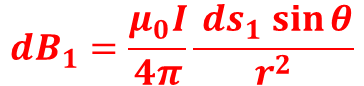 dB₁ = μ₀I/4π ds₁ sin θ/r²